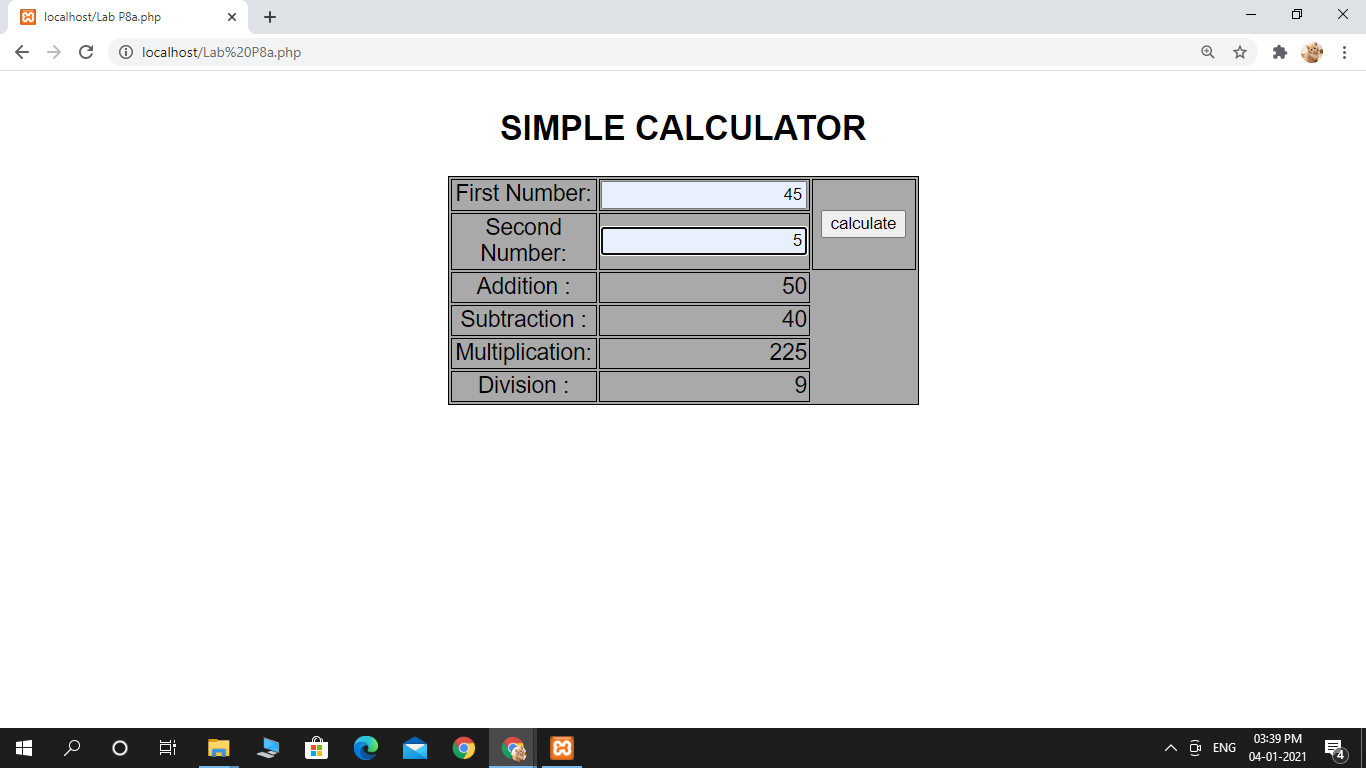 localhost/Lab P8a.php
localhost/Lab%20P8a.php
SIMPLE CALCULATOR
First Number: 45
calculate
Second
Number: 5
Addition : 50
Subtraction : 40
Multiplication: 225
Division : 9
ENG
03:39 PM
04-01-2021
4